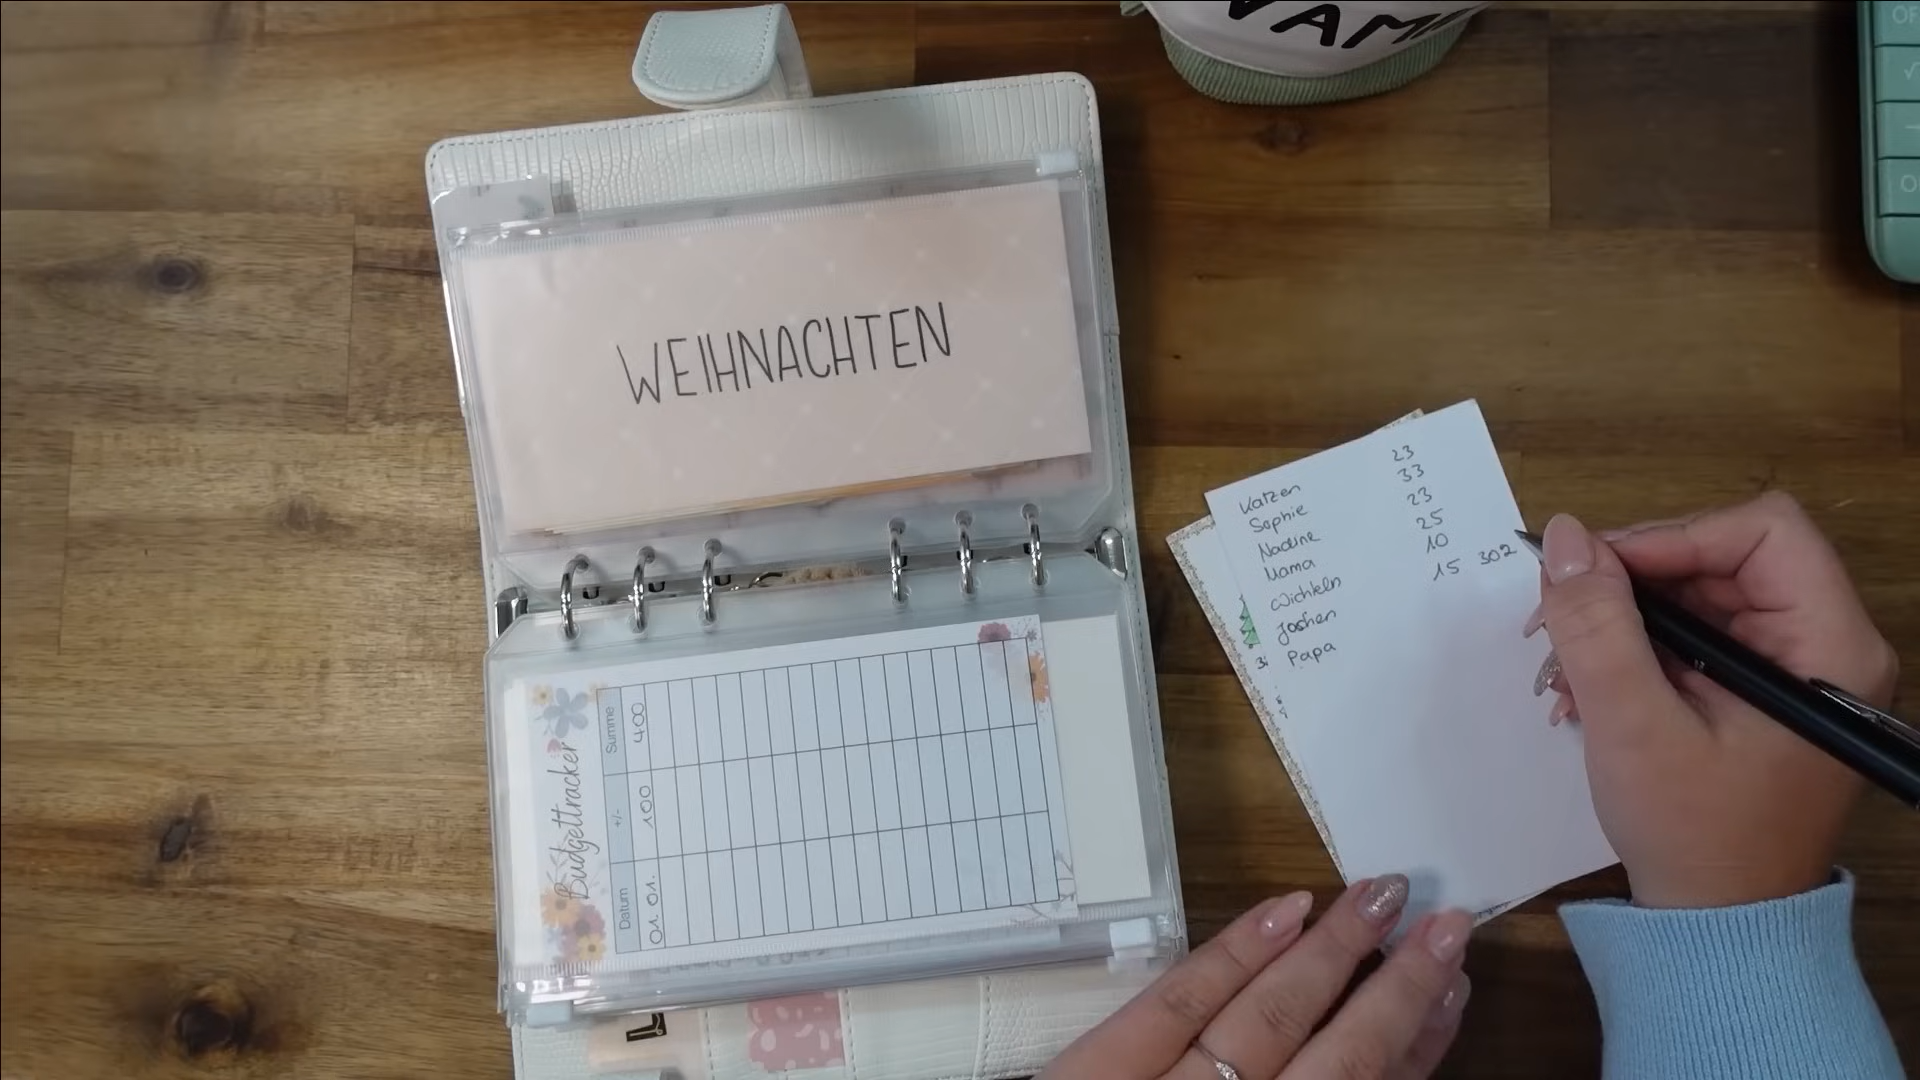 WEIHNACHTEN
Budgettracker
Datum +/- Summe
01.01. 100 400
Katzen 23
Sophie 33
Nadine 23
Mama 25
Wichteln 10
Jochen 15 302
Papa
L